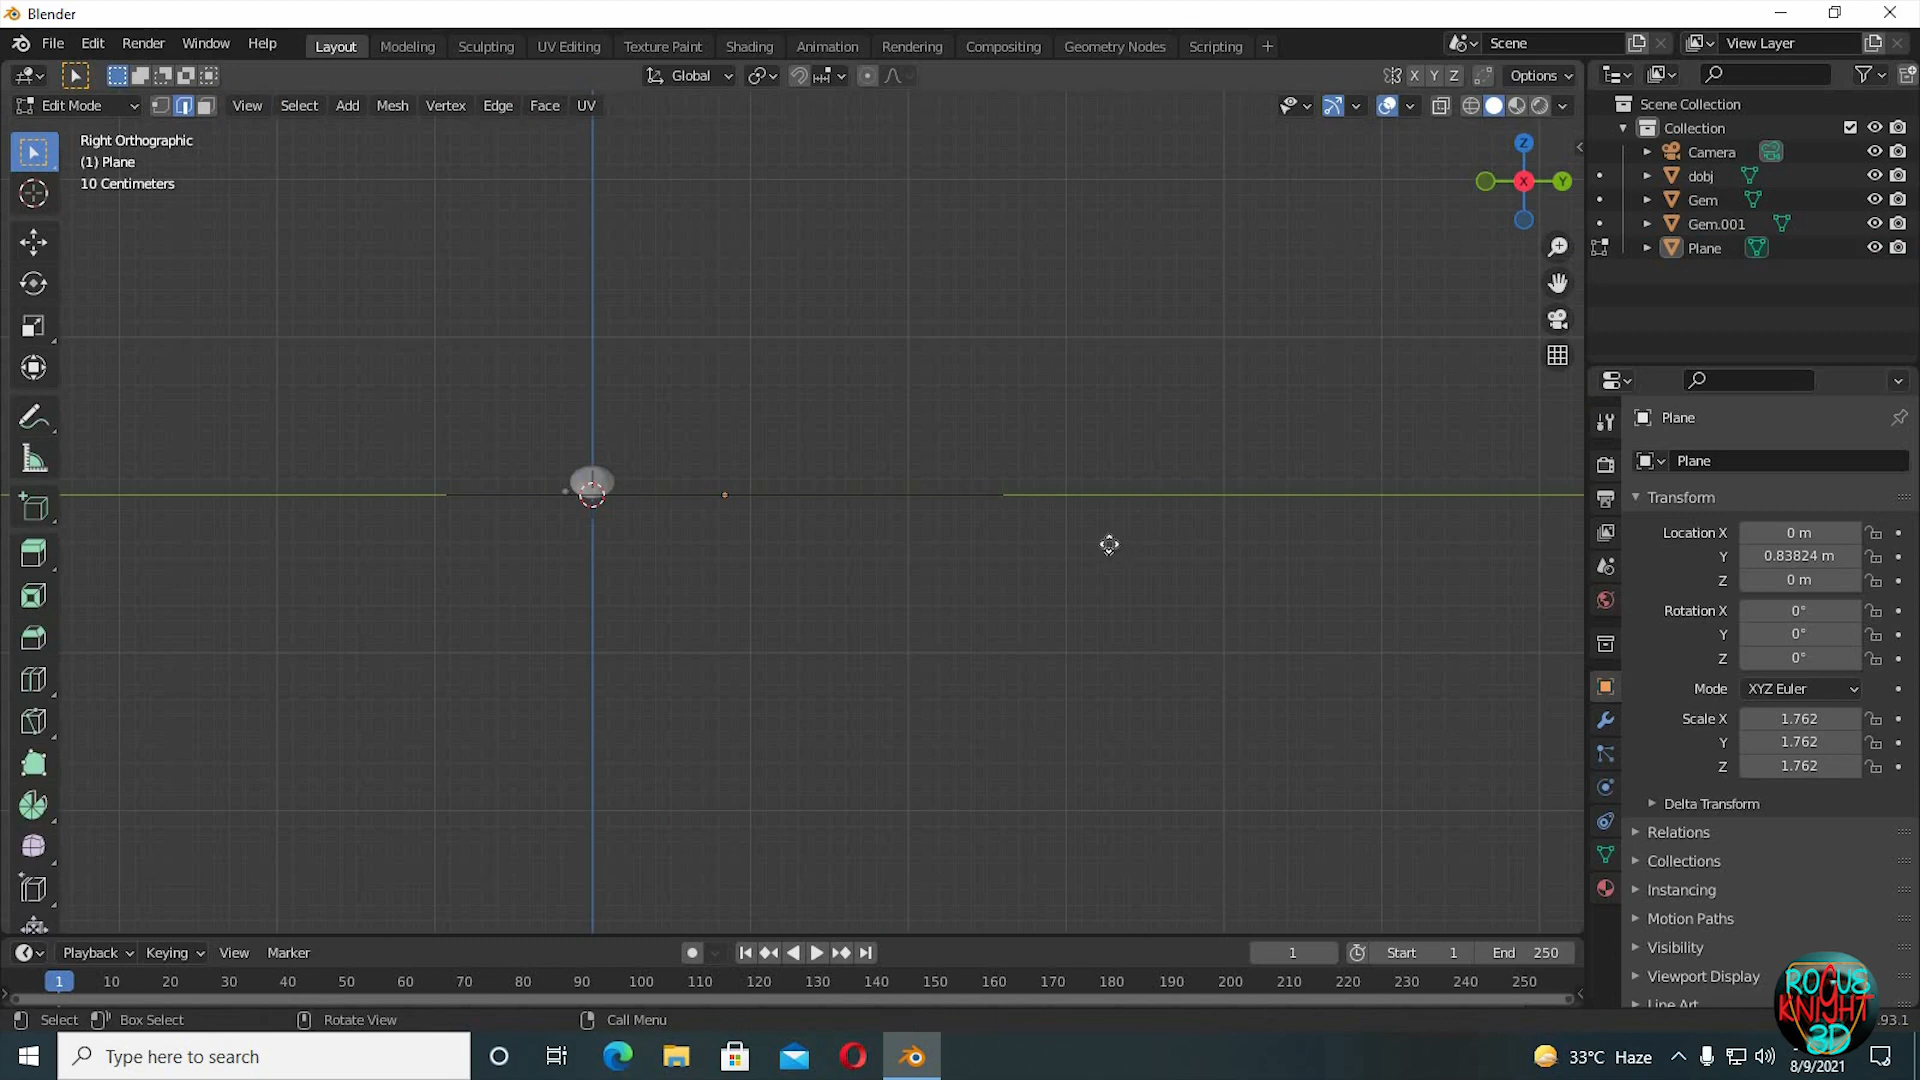 Blender
File Edit Render Window Help Layout Modeling Sculpting UV Editing Texture Paint Shading Animation Rendering Compositing Geometry Nodes Scripting Scene View Layer
Global X Y Z Options
Edit Mode View Select Add Mesh Vertex Edge Face UV
Right Orthographic
(1) Plane
10 Centimeters
Z
X
Y
Scene Collection
Collection
Camera
dobj
Gem
Gem.001
Plane
Plane
Plane
Transform
Location X 0 m
Y 0.83824 m
Z 0 m
Rotation X 0°
Y 0°
Z 0°
Mode XYZ Euler
Scale X 1.762
Y 1.762
Z 1.762
Delta Transform
Relations
Collections
Instancing
Motion Paths
Visibility
Viewport Display
Line Art
Playback Keying View Marker 1 Start 1 End 250
1 10 20 30 40 50 60 70 80 90 100 110 120 130 140 150 160 170 180 190 200 210 220 230 240 250
Select Box Select Rotate View Call Menu .93.1
ROGUE
KNIGHT
3D
Type here to search 33°C Haze
8/9/2021